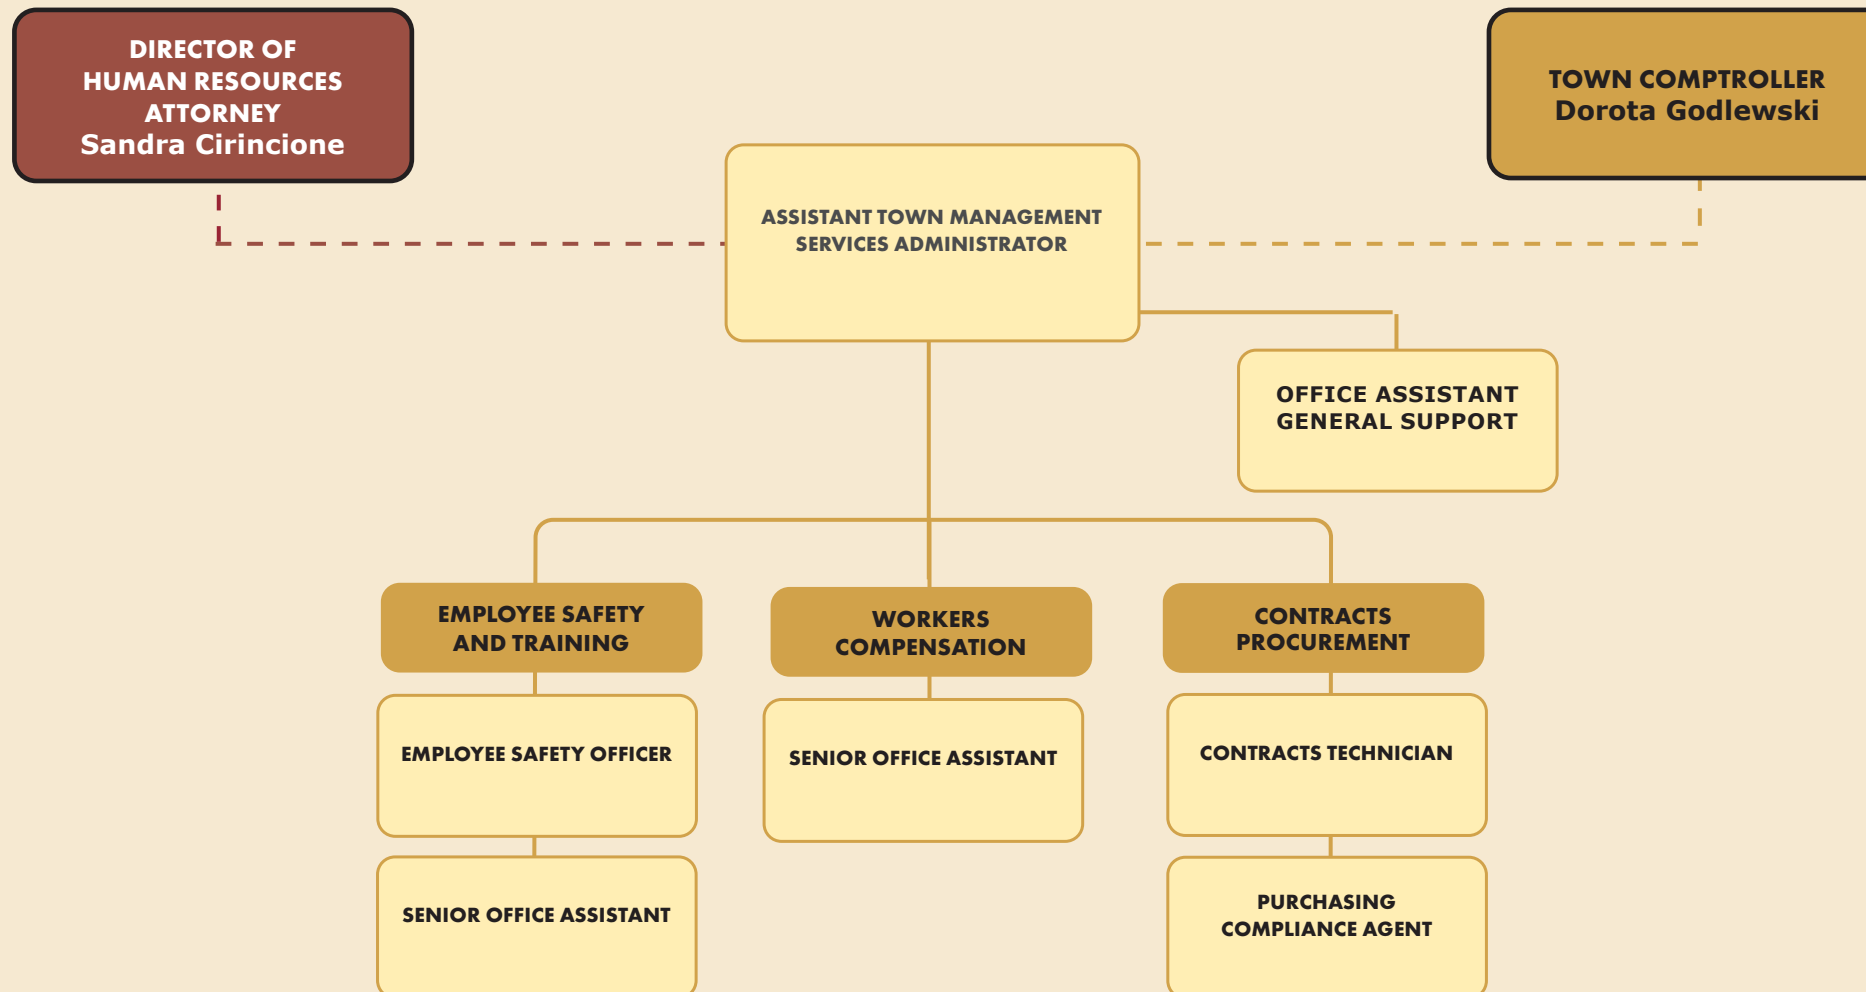 DIRECTOR OF
HUMAN RESOURCES
ATTORNEY
Sandra Cirincione
TOWN COMPTROLLER
Dorota Godlewski
ASSISTANT TOWN MANAGEMENT
SERVICES ADMINISTRATOR
OFFICE ASSISTANT
GENERAL SUPPORT
EMPLOYEE SAFETY
AND TRAINING
WORKERS
COMPENSATION
CONTRACTS
PROCUREMENT
EMPLOYEE SAFETY OFFICER
SENIOR OFFICE ASSISTANT
CONTRACTS TECHNICIAN
SENIOR OFFICE ASSISTANT
PURCHASING
COMPLIANCE AGENT